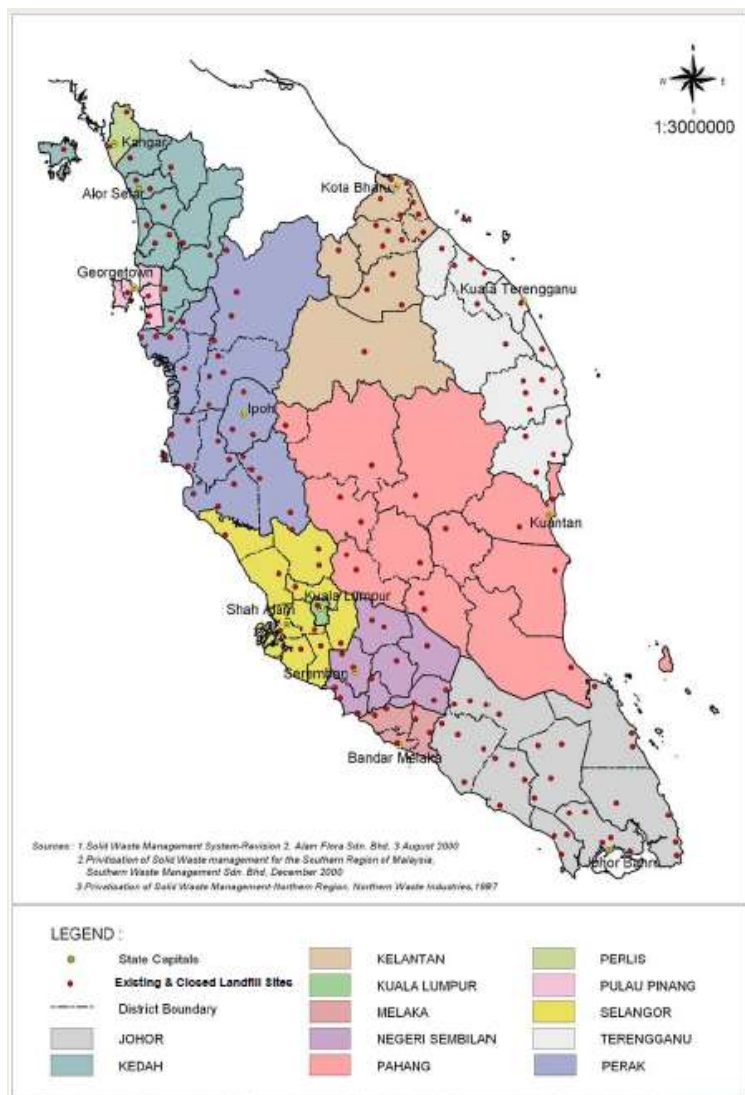 N
W E
S
1:3000000
Kangar
Alor Setar
Kota Bharu
Georgetown
Kuala Terengganu
Ipoh
Kuantan
Kuala Lumpur
Shah Alam
Seremban
Bandar Melaka
Johor Bahru
Sources : 1.Solid Waste Management System-Revision 2, Alam Flora Sdn. Bhd. 3 August 2000
2.Privitisation of Solid Waste management for the Southern Region of Malaysia,
Southern Waste Management Sdn. Bhd, December 2000
3.Privatisation of Solid Waste Management-Northern Region, Northern Waste Industries,1997
LEGEND :
State Capitals
Existing & Closed Landfill Sites
District Boundary
JOHOR
KEDAH
KELANTAN
KUALA LUMPUR
MELAKA
NEGERI SEMBILAN
PAHANG
PERLIS
PULAU PINANG
SELANGOR
TERENGGANU
PERAK